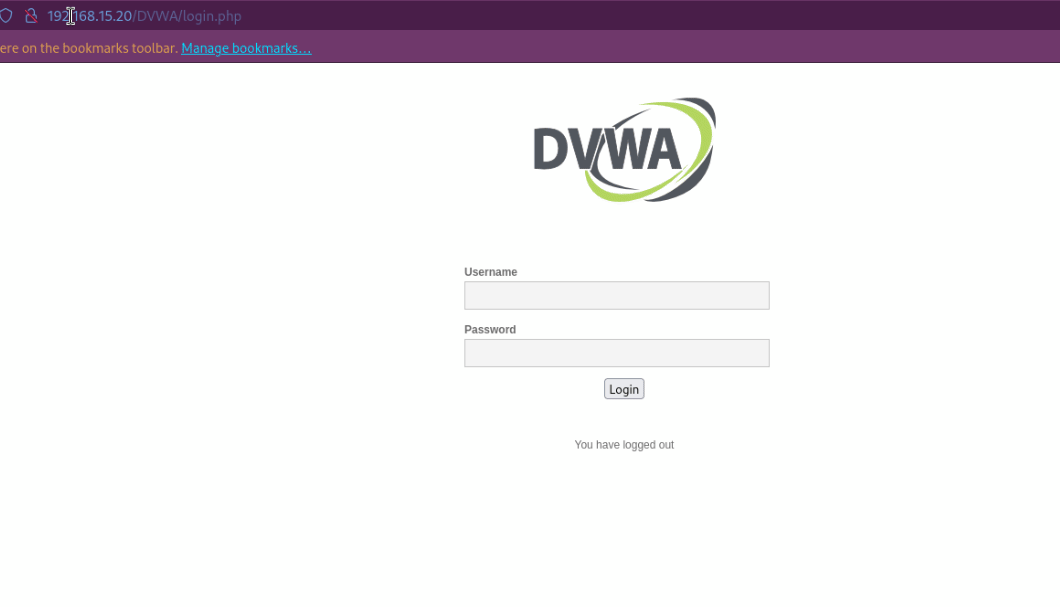 192.168.15.20/DVWA/login.php
ere on the bookmarks toolbar. Manage bookmarks...
DVWA
Username
Password
Login
You have logged out